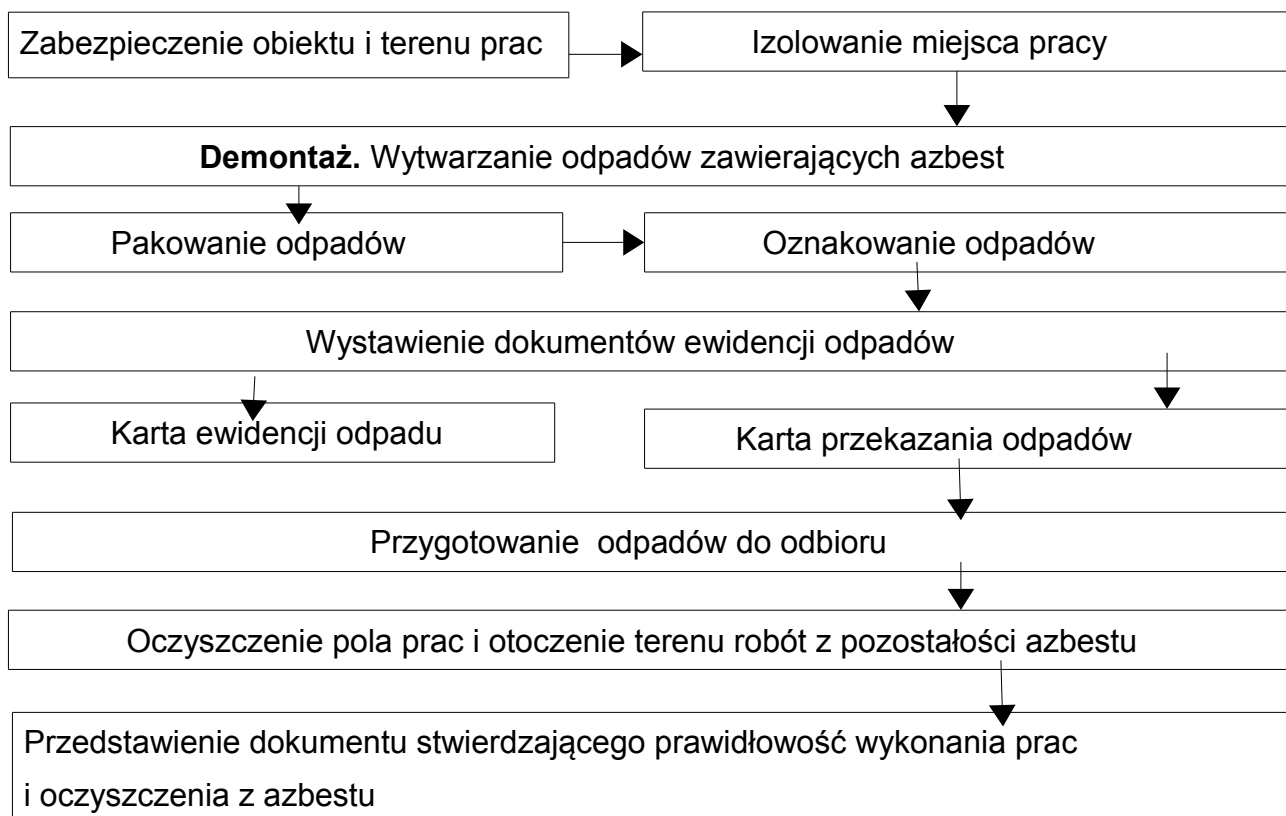 Zabezpieczenie obiektu i terenu prac
Izolowanie miejsca pracy
Demontaż. Wytwarzanie odpadów zawierających azbest
Pakowanie odpadów
Oznakowanie odpadów
Wystawienie dokumentów ewidencji odpadów
Karta ewidencji odpadu
Karta przekazania odpadów
Przygotowanie odpadów do odbioru
Oczyszczenie pola prac i otoczenie terenu robót z pozostałości azbestu
Przedstawienie dokumentu stwierdzającego prawidłowość wykonania prac
i oczyszczenia z azbestu